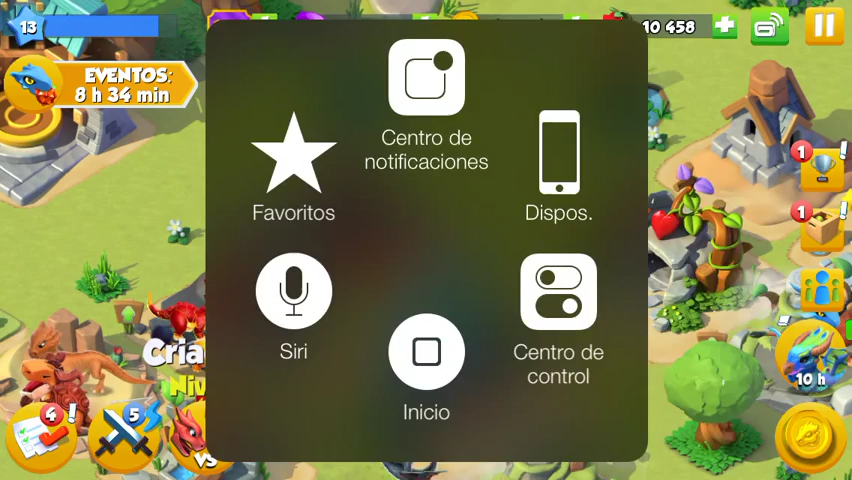 13
10 458
EVENTOS:
8 h 34 min
Centro de
notificaciones
Favoritos
Dispos.
1
1
Siri
Centro de
control
Inicio
10 h
4
5
VS